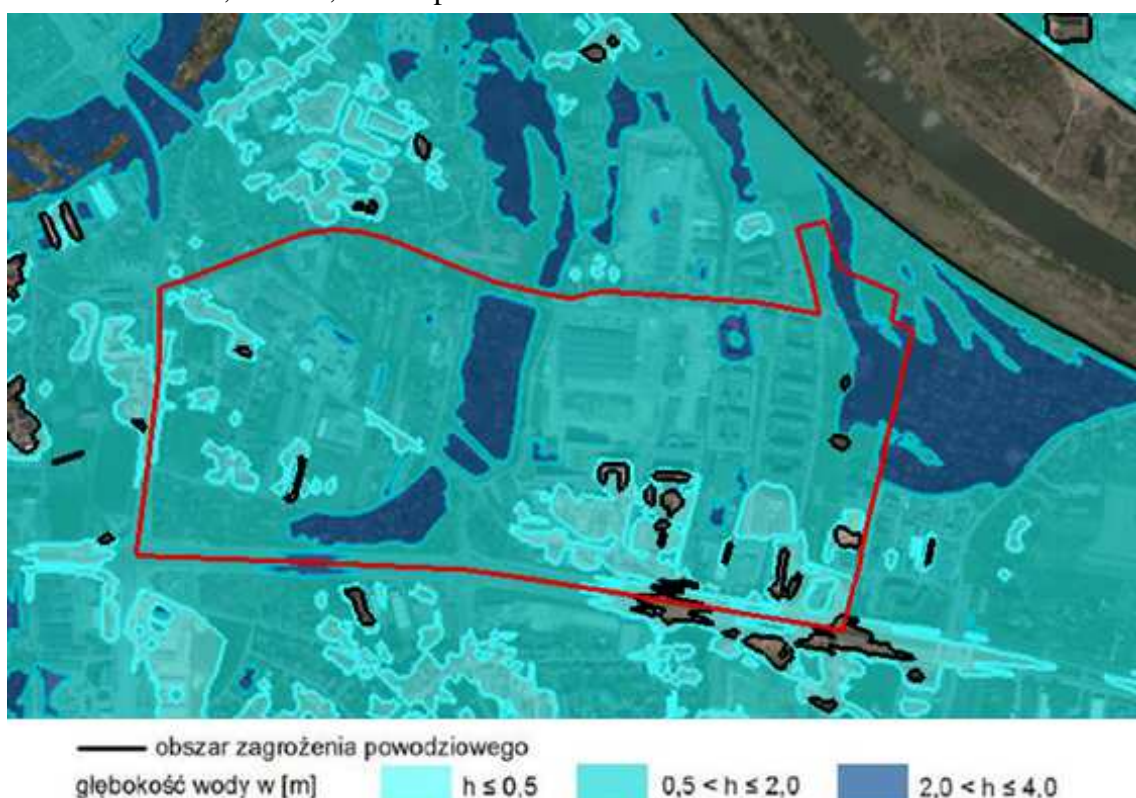 obszar zagrożenia powodziowego
głębokość wody w [m] h ≤ 0,5 0,5 < h ≤ 2,0 2,0 < h ≤ 4,0